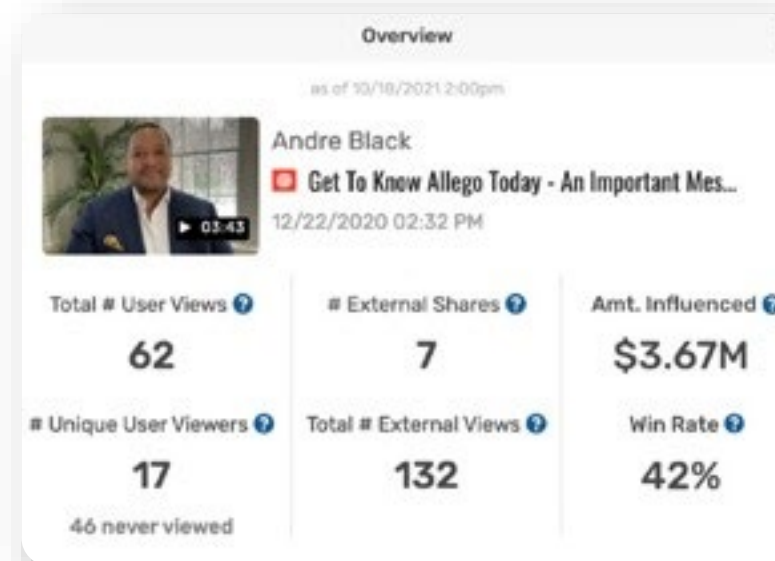 Overview
as of 10/18/2021 2:00pm
Andre Black
Get To Know Allego Today - An Important Mes...
03:43
12/22/2020 02:32 PM
Total # User Views ?
# External Shares ?
Amt. Influenced ?
62
7
$3.67M
# Unique User Viewers ?
Total # External Views ?
Win Rate ?
17
132
42%
46 never viewed